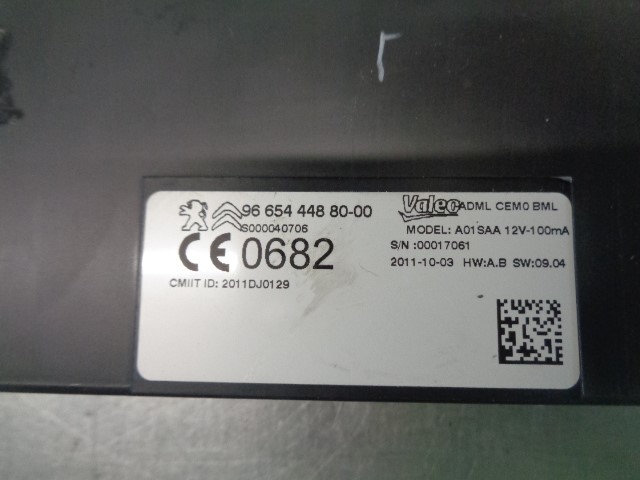 96 654 448 80-00
S000040706
CE 0682
CMIIT ID: 2011DJ0129
Valeo ADML CEM0 BML
MODEL: A01SAA 12V-100mA
S/N :00017061
2011-10-03 HW:A.B SW:09.04